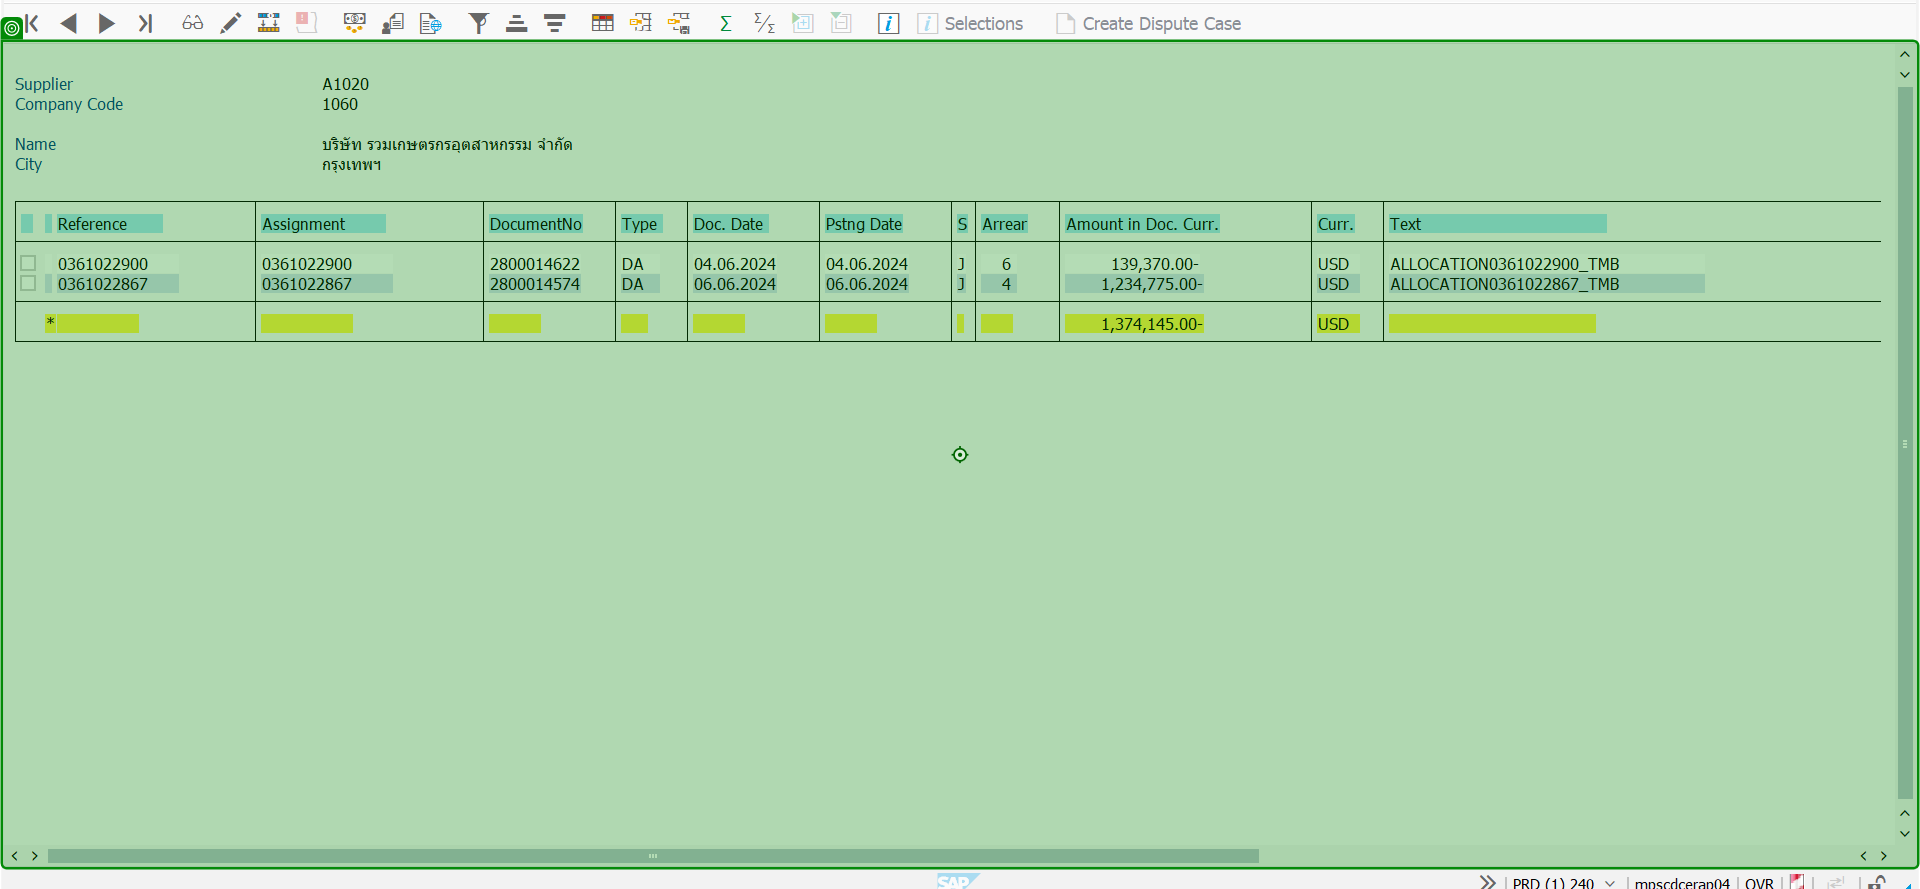 Selections Create Dispute Case
Supplier A1020
Company Code 1060
Name บริษัท รวมเกษตรกรอุตสาหกรรม จำกัด
City กรุงเทพฯ
Reference Assignment DocumentNo Type Doc. Date Pstng Date S Arrear Amount in Doc. Curr. Curr. Text
0361022900 0361022900 2800014622 DA 04.06.2024 04.06.2024 J 6 139,370.00- USD ALLOCATION0361022900_TMB
0361022867 0361022867 2800014574 DA 06.06.2024 06.06.2024 J 4 1,234,775.00- USD ALLOCATION0361022867_TMB
* 1,374,145.00- USD
SAP PRD (1) 240 mpscdcerap04 OVR